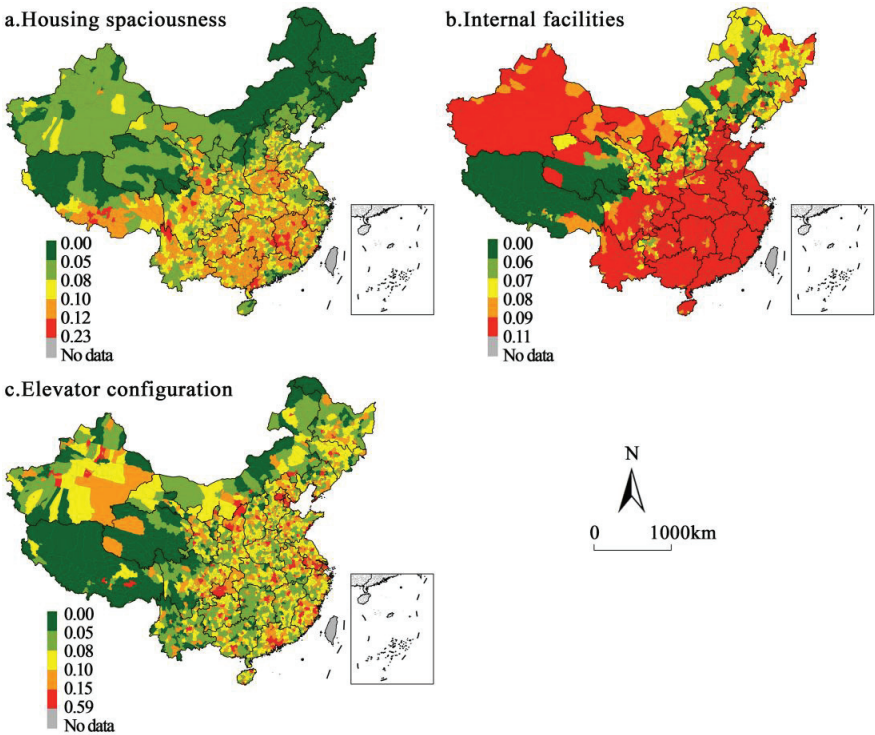 a.Housing spaciousness
0.00
0.05
0.08
0.10
0.12
0.23
No data
b.Internal facilities
0.00
0.06
0.07
0.08
0.09
0.11
No data
c.Elevator configuration
0.00
0.05
0.08
0.10
0.15
0.59
No data
N
0 1000km